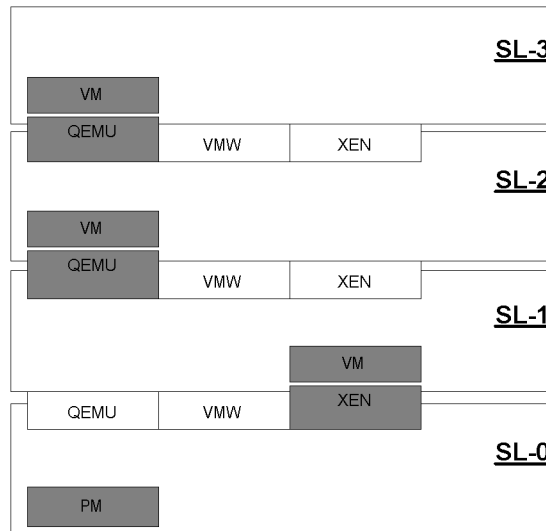 SL-3
VM
QEMU VMW XEN
SL-2
VM
QEMU VMW XEN
SL-1
VM
QEMU VMW XEN
SL-0
PM